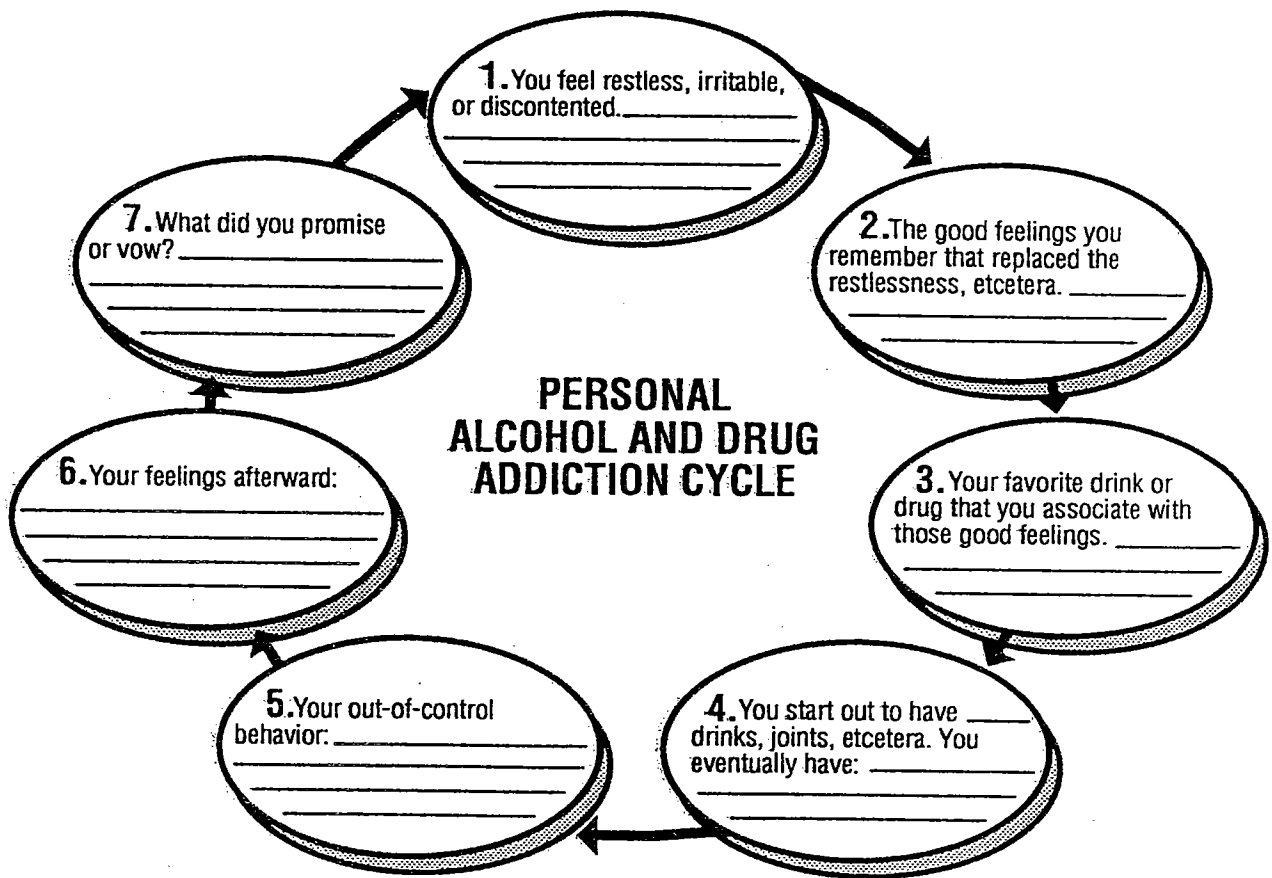 1. You feel restless, irritable,
or discontented.
2. The good feelings you
remember that replaced the
restlessness, etcetera.
3. Your favorite drink or
drug that you associate with
those good feelings.
4. You start out to have ____
drinks, joints, etcetera. You
eventually have:
5. Your out-of-control
behavior:
6. Your feelings afterward:
7. What did you promise
or vow?
PERSONAL
ALCOHOL AND DRUG
ADDICTION CYCLE